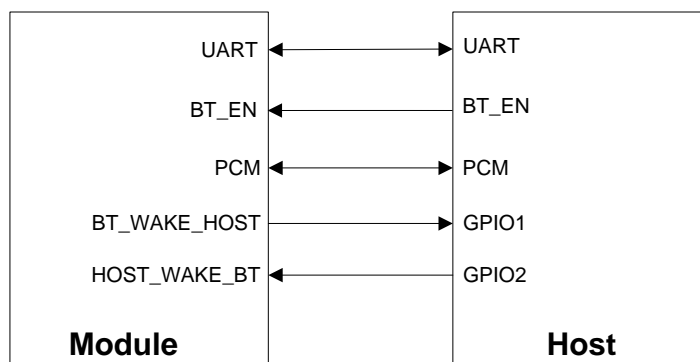 UART UART
BT_EN BT_EN
PCM PCM
BT_WAKE_HOST GPIO1
HOST_WAKE_BT GPIO2
Module Host